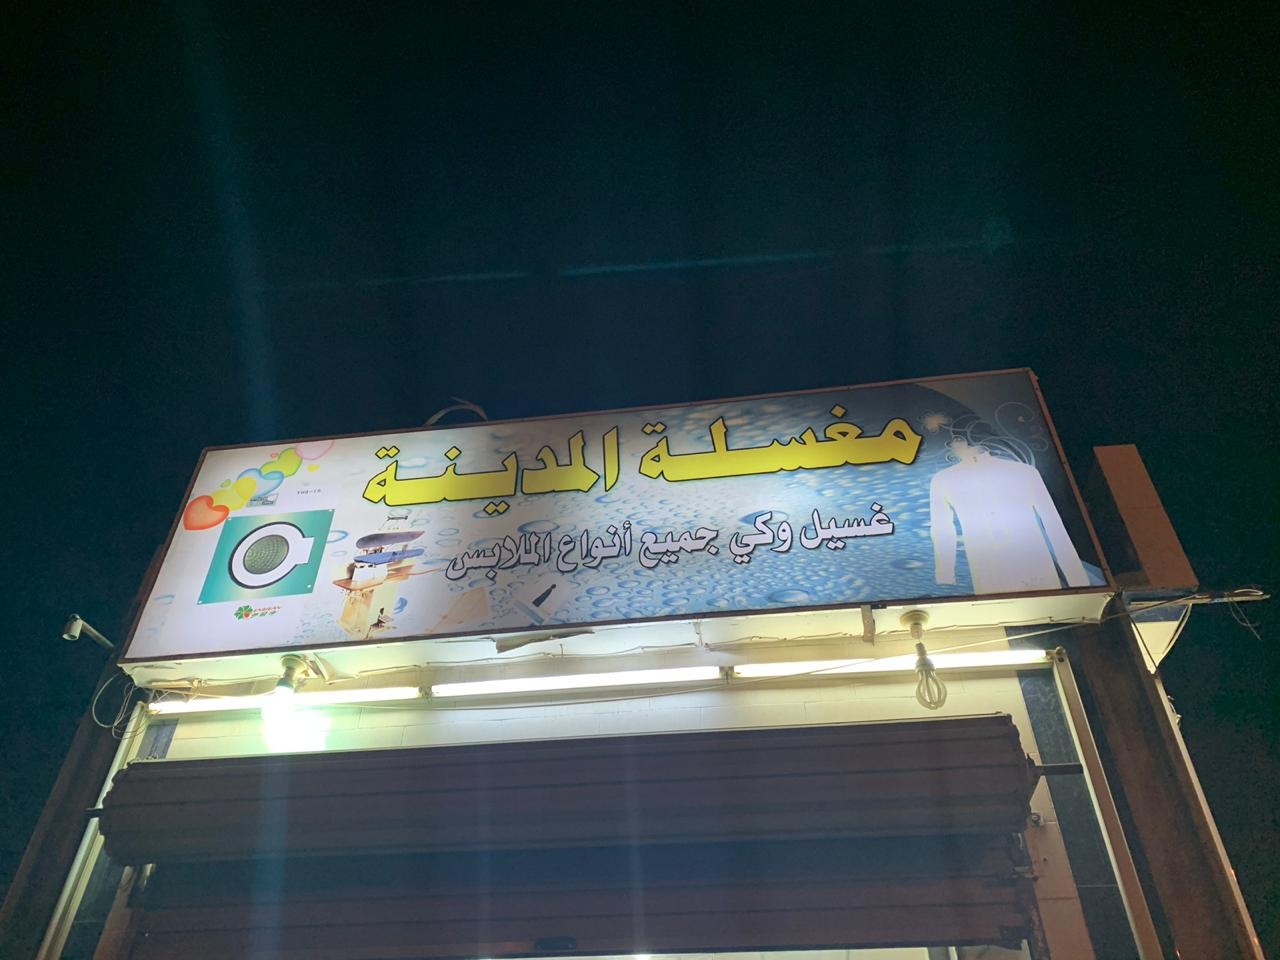 مغسلة المدينة
غسيل وكي جميع أنواع الملابس